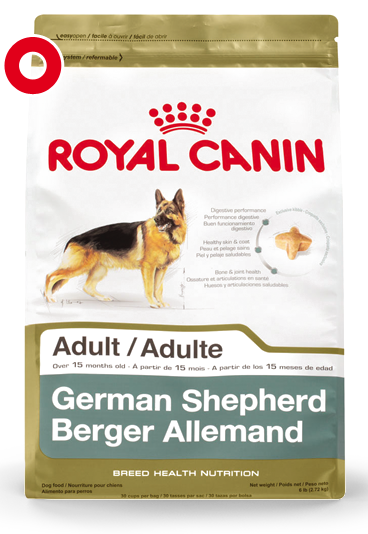 easyopen / facile à ouvrir / fácil de abrir
system / refermable
ROYAL CANIN
Digestive performance
Performance digestive
Buen funcionamiento
digestivo
Healthy skin & coat
Peau et pelage sains
Piel y pelaje saludables
Bone & joint health
Ossature et articulations en santé
Huesos y articulaciones saludables
Adult / Adulte
Over 15 months old - À partir de 15 mois - A partir de los 15 meses de edad
German Shepherd
Berger Allemand
BREED HEALTH NUTRITION
Dog food / Nourriture pour chiens
Alimento para perros
Net weight / Poids net / Peso neto
6 lb (2.72 kg)